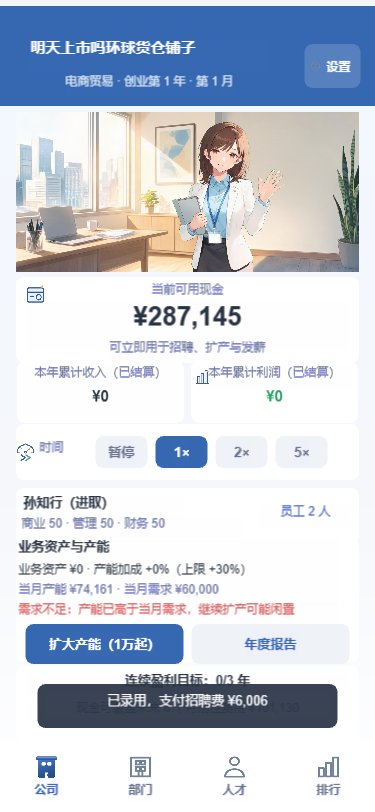 明天上市吗环球货仓铺子
电商贸易 · 创业第 1 年 · 第 1 月
设置
当前可用现金
¥287,145
可立即用于招聘、扩产与发薪
本年累计收入（已结算）
¥0
本年累计利润（已结算）
¥0
时间
暂停
1×
2×
5×
孙知行（进取）
商业 50 · 管理 50 · 财务 50
员工 2 人
业务资产与产能
业务资产 ¥0 · 产能加成 +0%（上限 +30%）
当月产能 ¥74,161 · 当月需求 ¥60,000
需求不足：产能已高于当月需求，继续扩产可能闲置
扩大产能（1万起）
年度报告
连续盈利目标：0/3 年
已录用，支付招聘费 ¥6,006
公司
部门
人才
排行